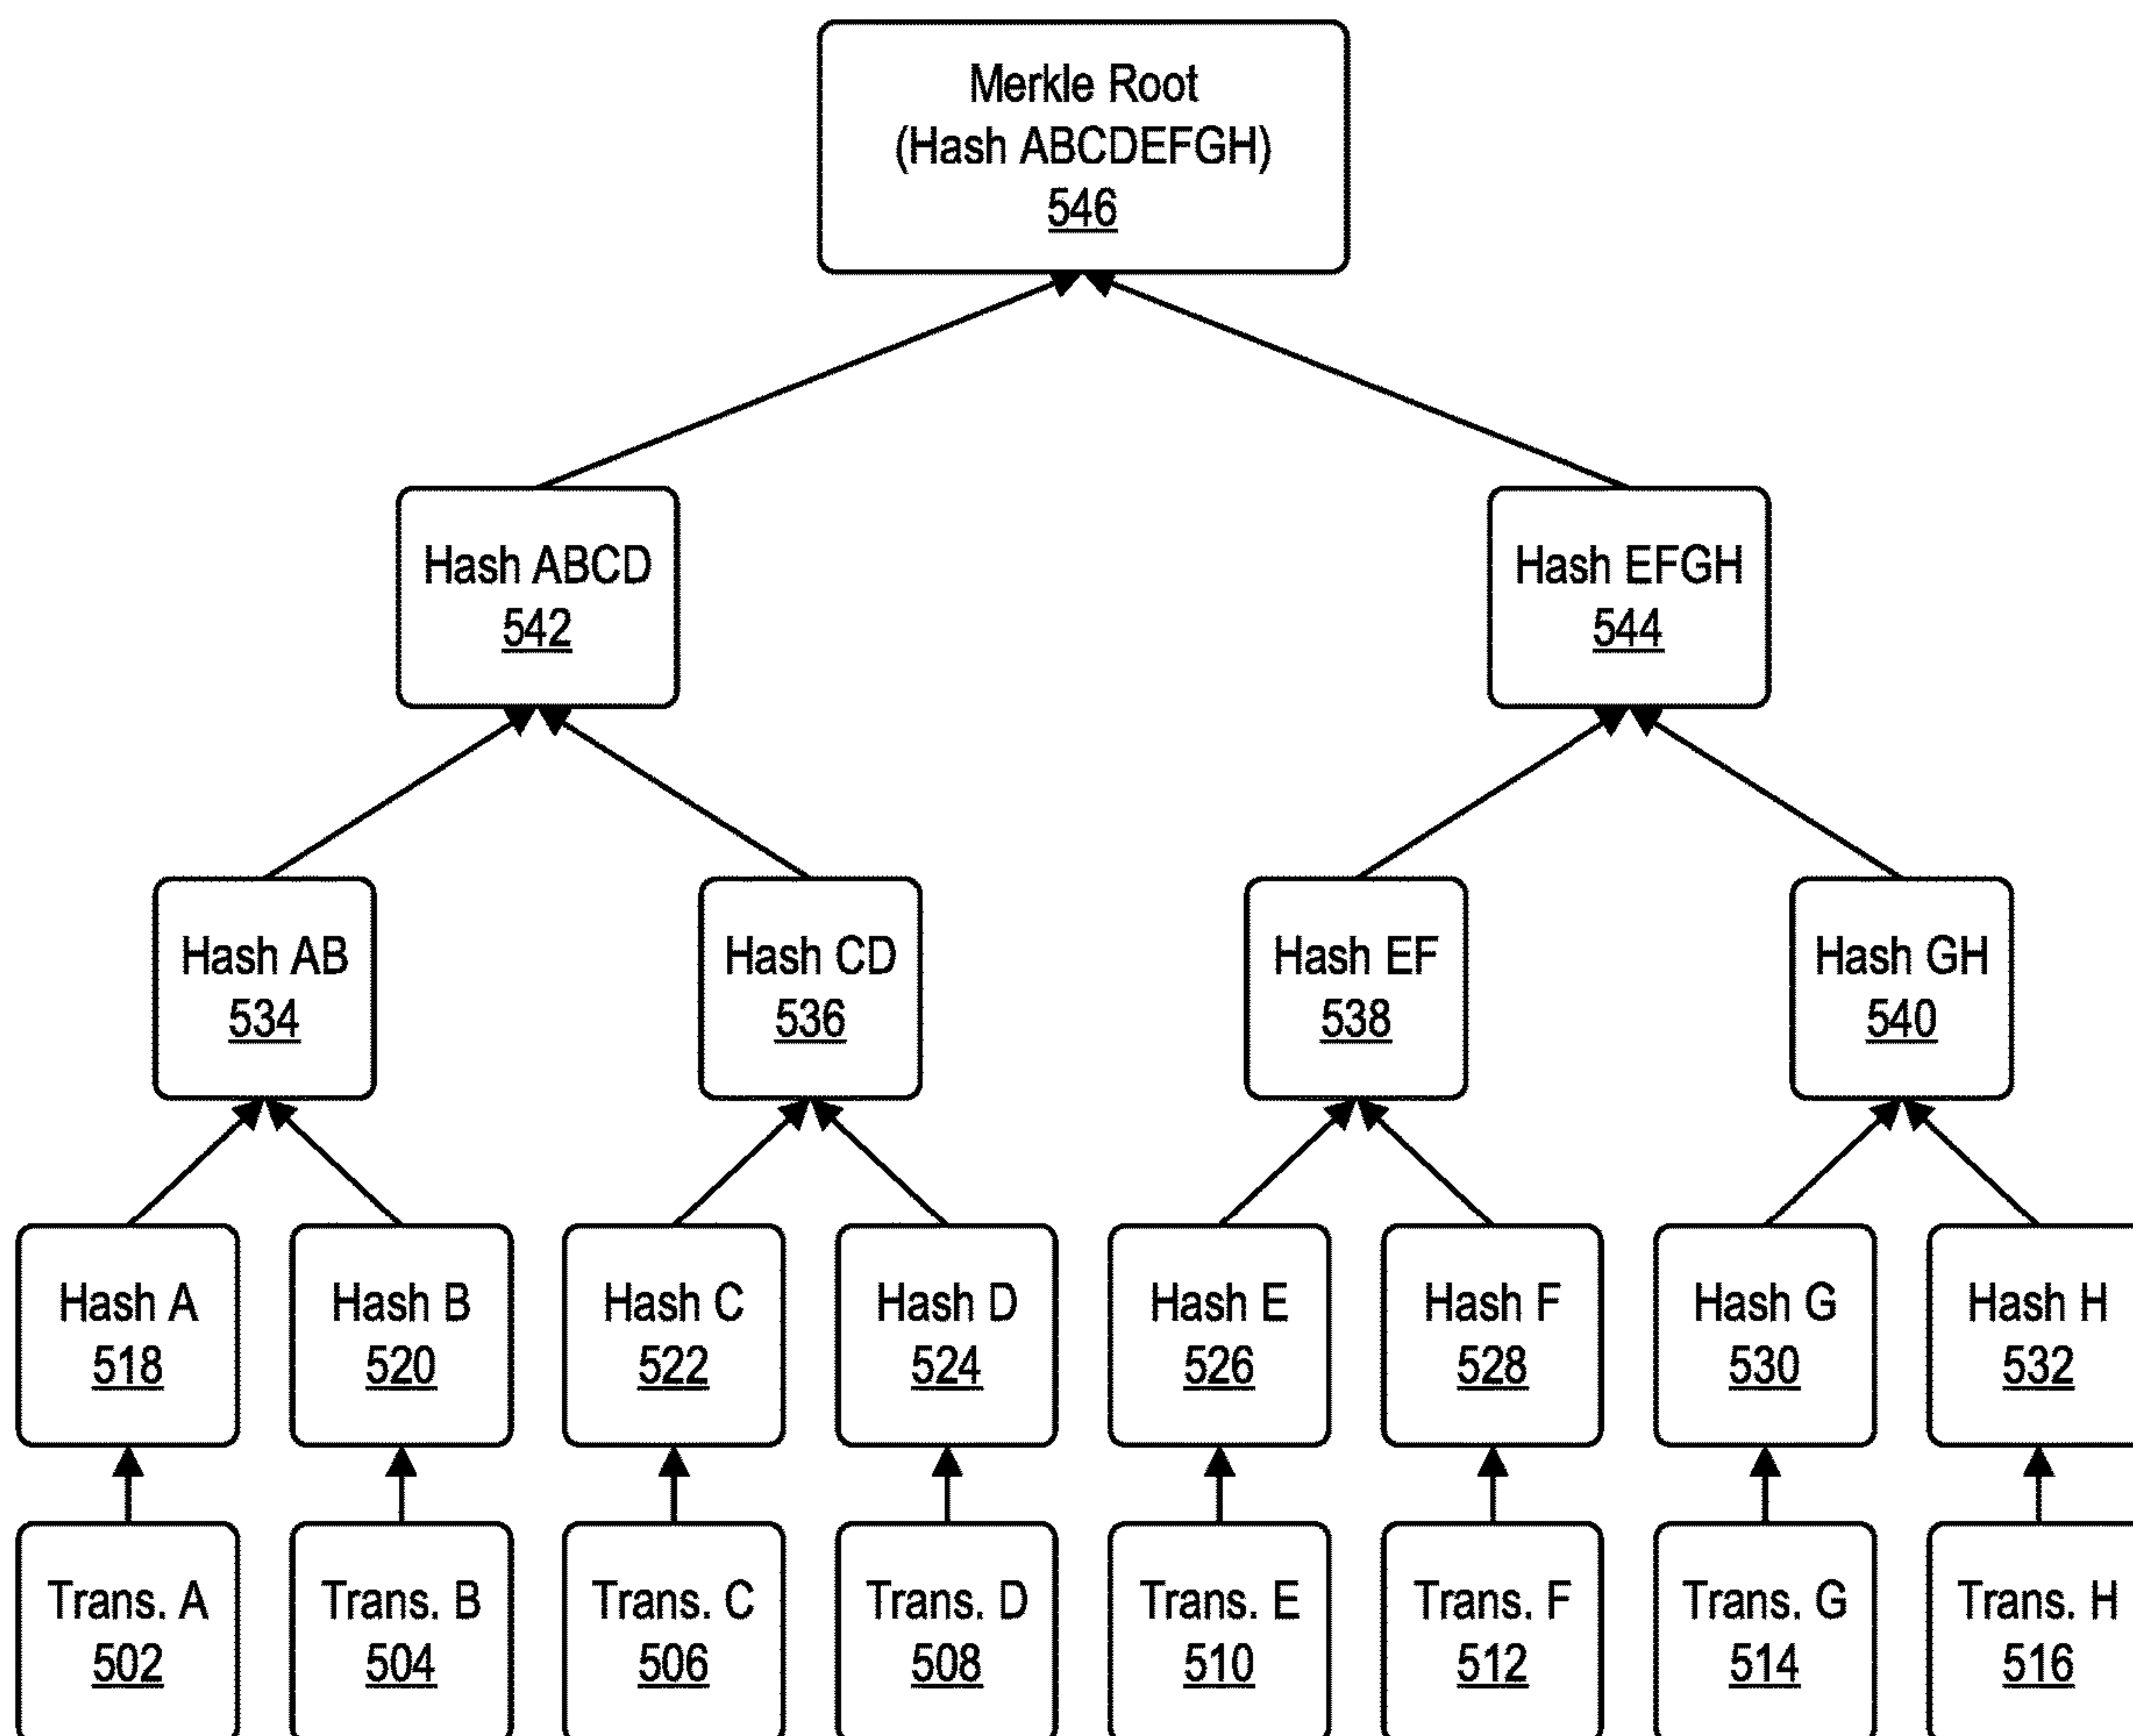 Merkle Root
(Hash ABCDEFGH)
546
Hash ABCD
542
Hash EFGH
544
Hash AB
534
Hash CD
536
Hash EF
538
Hash GH
540
Hash A
518
Hash B
520
Hash C
522
Hash D
524
Hash E
526
Hash F
528
Hash G
530
Hash H
532
Trans. A
502
Trans. B
504
Trans. C
506
Trans. D
508
Trans. E
510
Trans. F
512
Trans. G
514
Trans. H
516